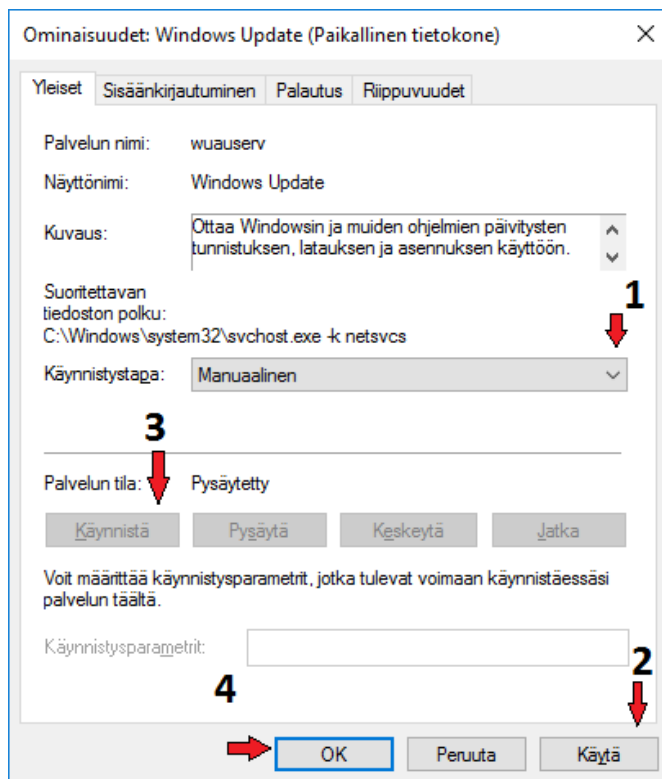 Ominaisuudet: Windows Update (Paikallinen tietokone)
Yleiset Sisäänkirjautuminen Palautus Riippuvuudet
Palvelun nimi: wuauserv
Näyttönimi: Windows Update
Kuvaus: Ottaa Windowsin ja muiden ohjelmien päivitysten
tunnistuksen, latauksen ja asennuksen käyttöön.
Suoritettavan
tiedoston polku:
1
C:\Windows\system32\svchost.exe -k netsvcs
Käynnistystapa: Manuaalinen
3
Palvelun tila: Pysäytetty
Käynnistä Pysäytä Keskeytä Jatka
Voit määrittää käynnistysparametrit, jotka tulevat voimaan käynnistäessäsi
palvelun täältä.
Käynnistysparametrit:
2
4
OK Peruuta Käytä